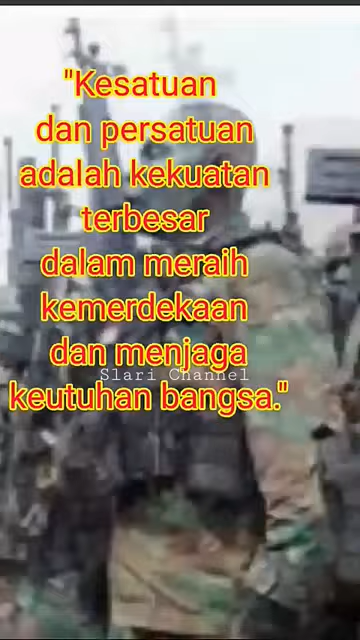 "Kesatuan
dan persatuan
adalah kekuatan
terbesar
dalam meraih
kemerdekaan
dan menjaga
Slari Channel
keutuhan bangsa."